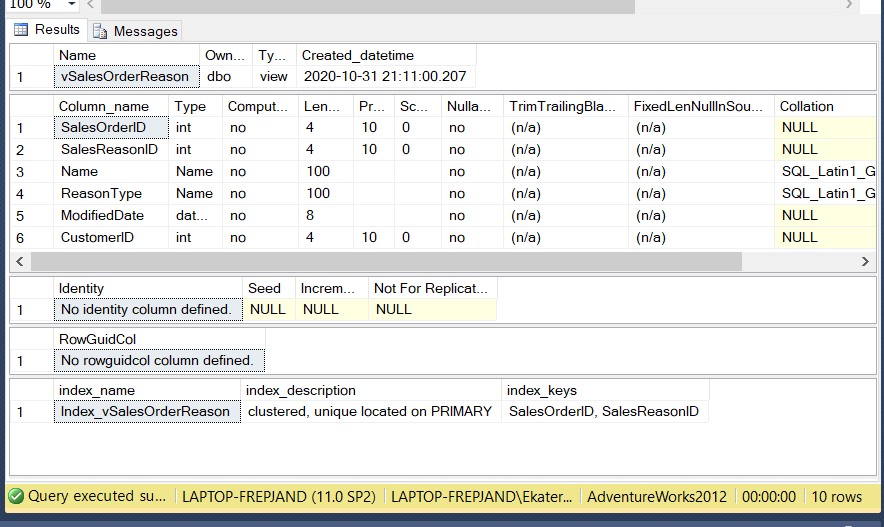 100 %
Results Messages
Name Own... Ty... Created_datetime
1 vSalesOrderReason dbo view 2020-10-31 21:11:00.207
Column_name Type Comput... Len... Pr... Sc... Nulla... TrimTrailingBla... FixedLenNullInSou... Collation
1 SalesOrderID int no 4 10 0 no (n/a) (n/a) NULL
2 SalesReasonID int no 4 10 0 no (n/a) (n/a) NULL
3 Name Name no 100 no (n/a) (n/a) SQL_Latin1_G
4 ReasonType Name no 100 no (n/a) (n/a) SQL_Latin1_G
5 ModifiedDate dat... no 8 no (n/a) (n/a) NULL
6 CustomerID int no 4 10 0 no (n/a) (n/a) NULL
Identity Seed Increm... Not For Replicat...
1 No identity column defined. NULL NULL NULL
RowGuidCol
1 No rowguidcol column defined.
index_name index_description index_keys
1 Index_vSalesOrderReason clustered, unique located on PRIMARY SalesOrderID, SalesReasonID
Query executed su... LAPTOP-FREPJAND (11.0 SP2) LAPTOP-FREPJAND\Ekater... AdventureWorks2012 00:00:00 10 rows